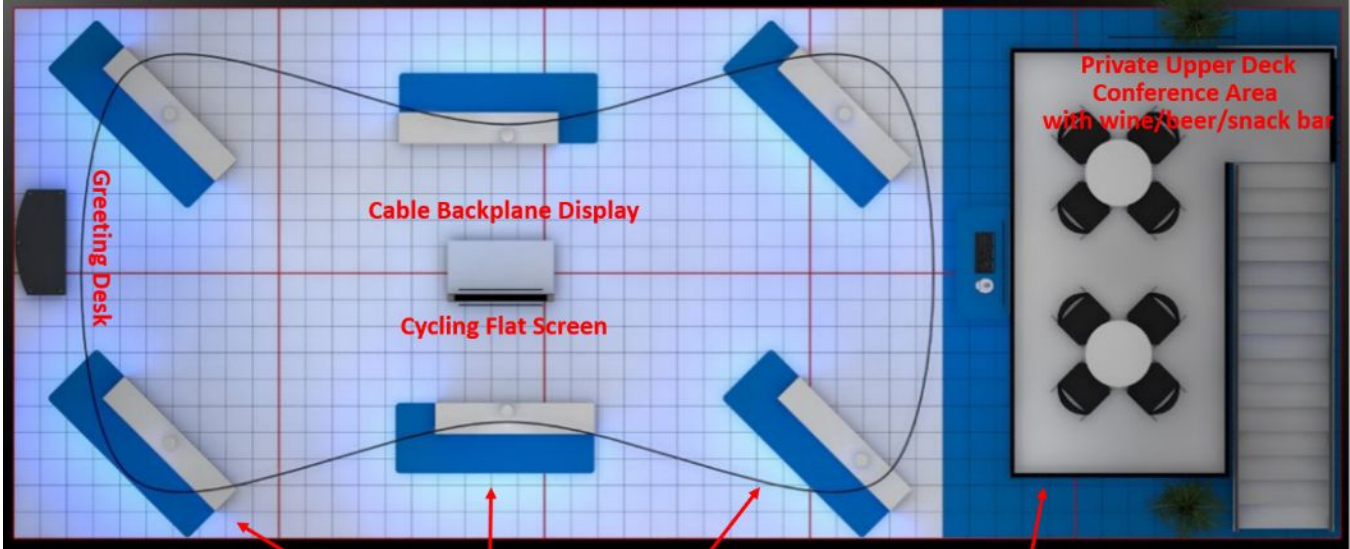 Private Upper Deck
Conference Area
with wine/beer/snack bar
Greeting Desk
Cable Backplane Display
Cycling Flat Screen